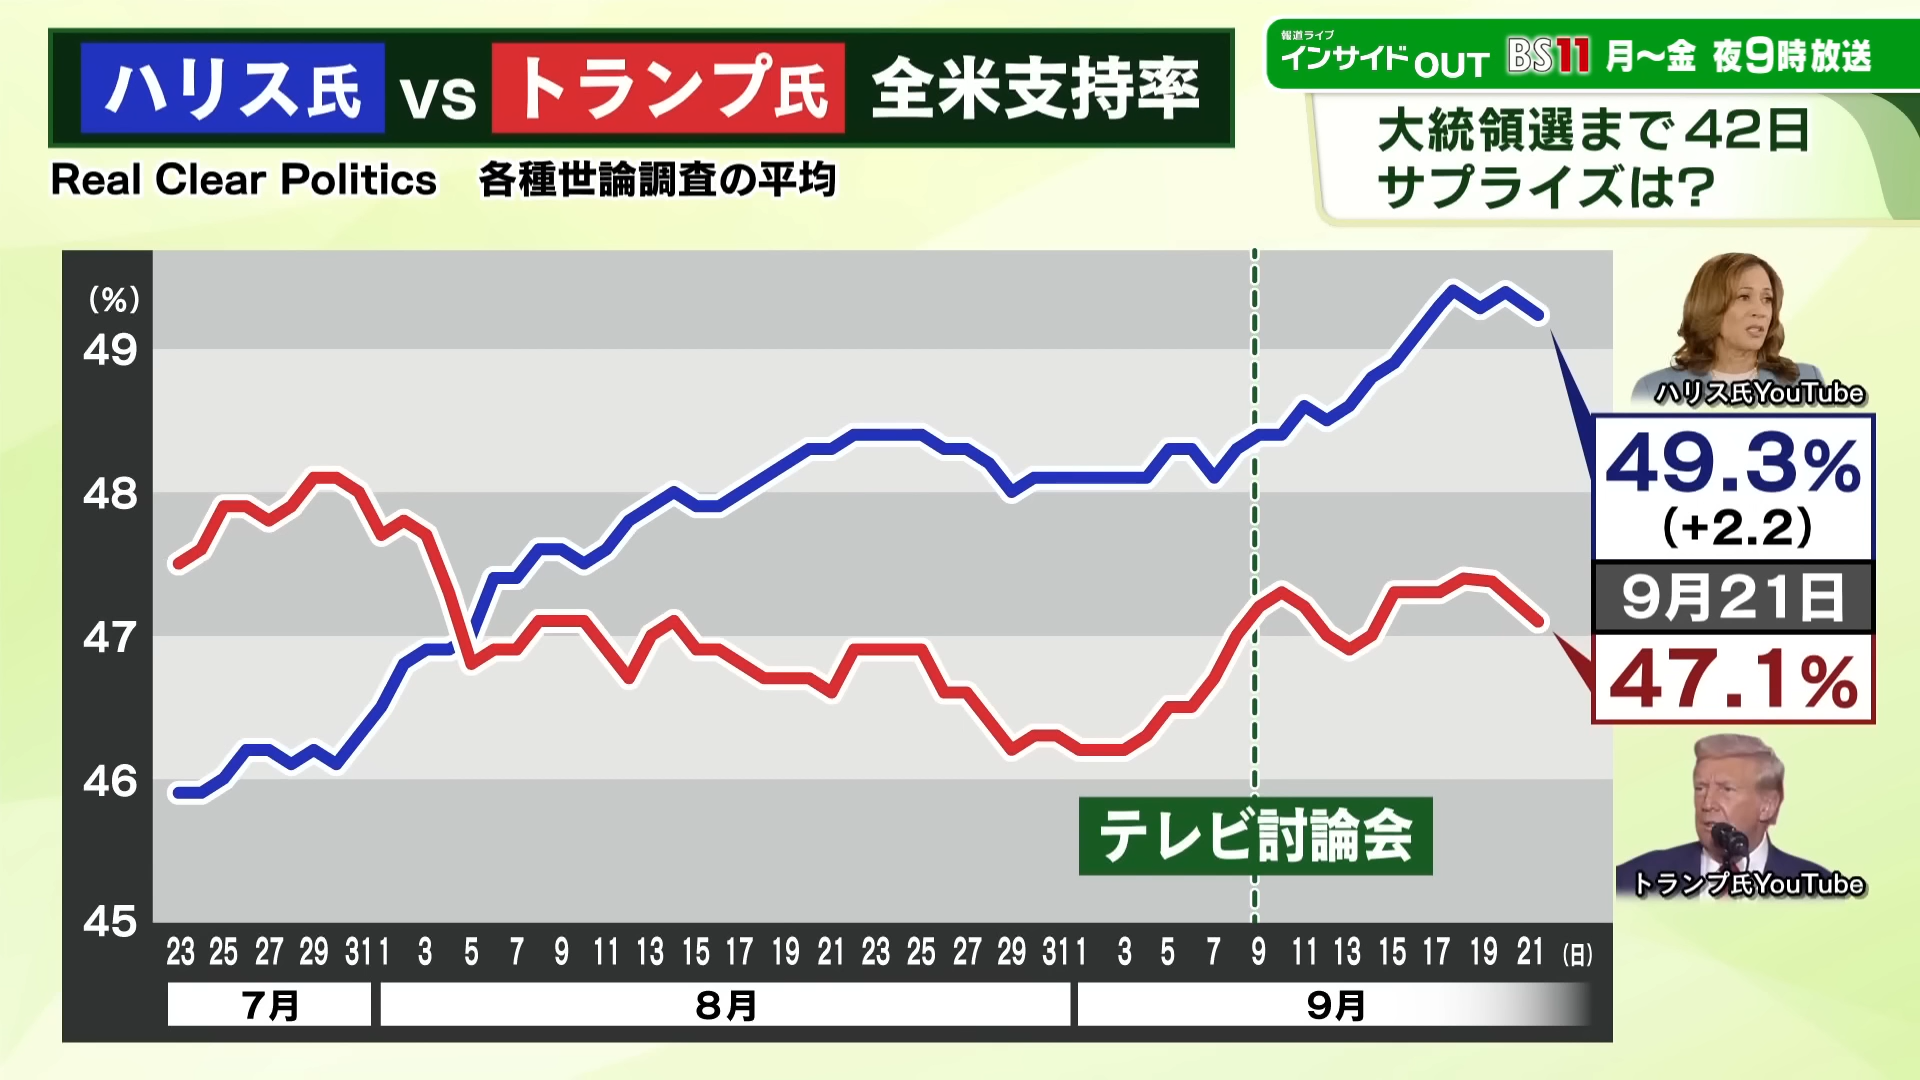 ハリス氏 vs トランプ氏 全米支持率
Real Clear Politics 各種世論調査の平均
報道ライブ
インサイドOUT BS11 月〜金 夜9時放送
大統領選まで42日
サプライズは?
(%)
49
48
47
46
45
テレビ討論会
23 25 27 29 31 1 3 5 7 9 11 13 15 17 19 21 23 25 27 29 31 1 3 5 7 9 11 13 15 17 19 21 (日)
7月 8月 9月
ハリス氏YouTube
49.3%
(+2.2)
9月21日
47.1%
トランプ氏YouTube